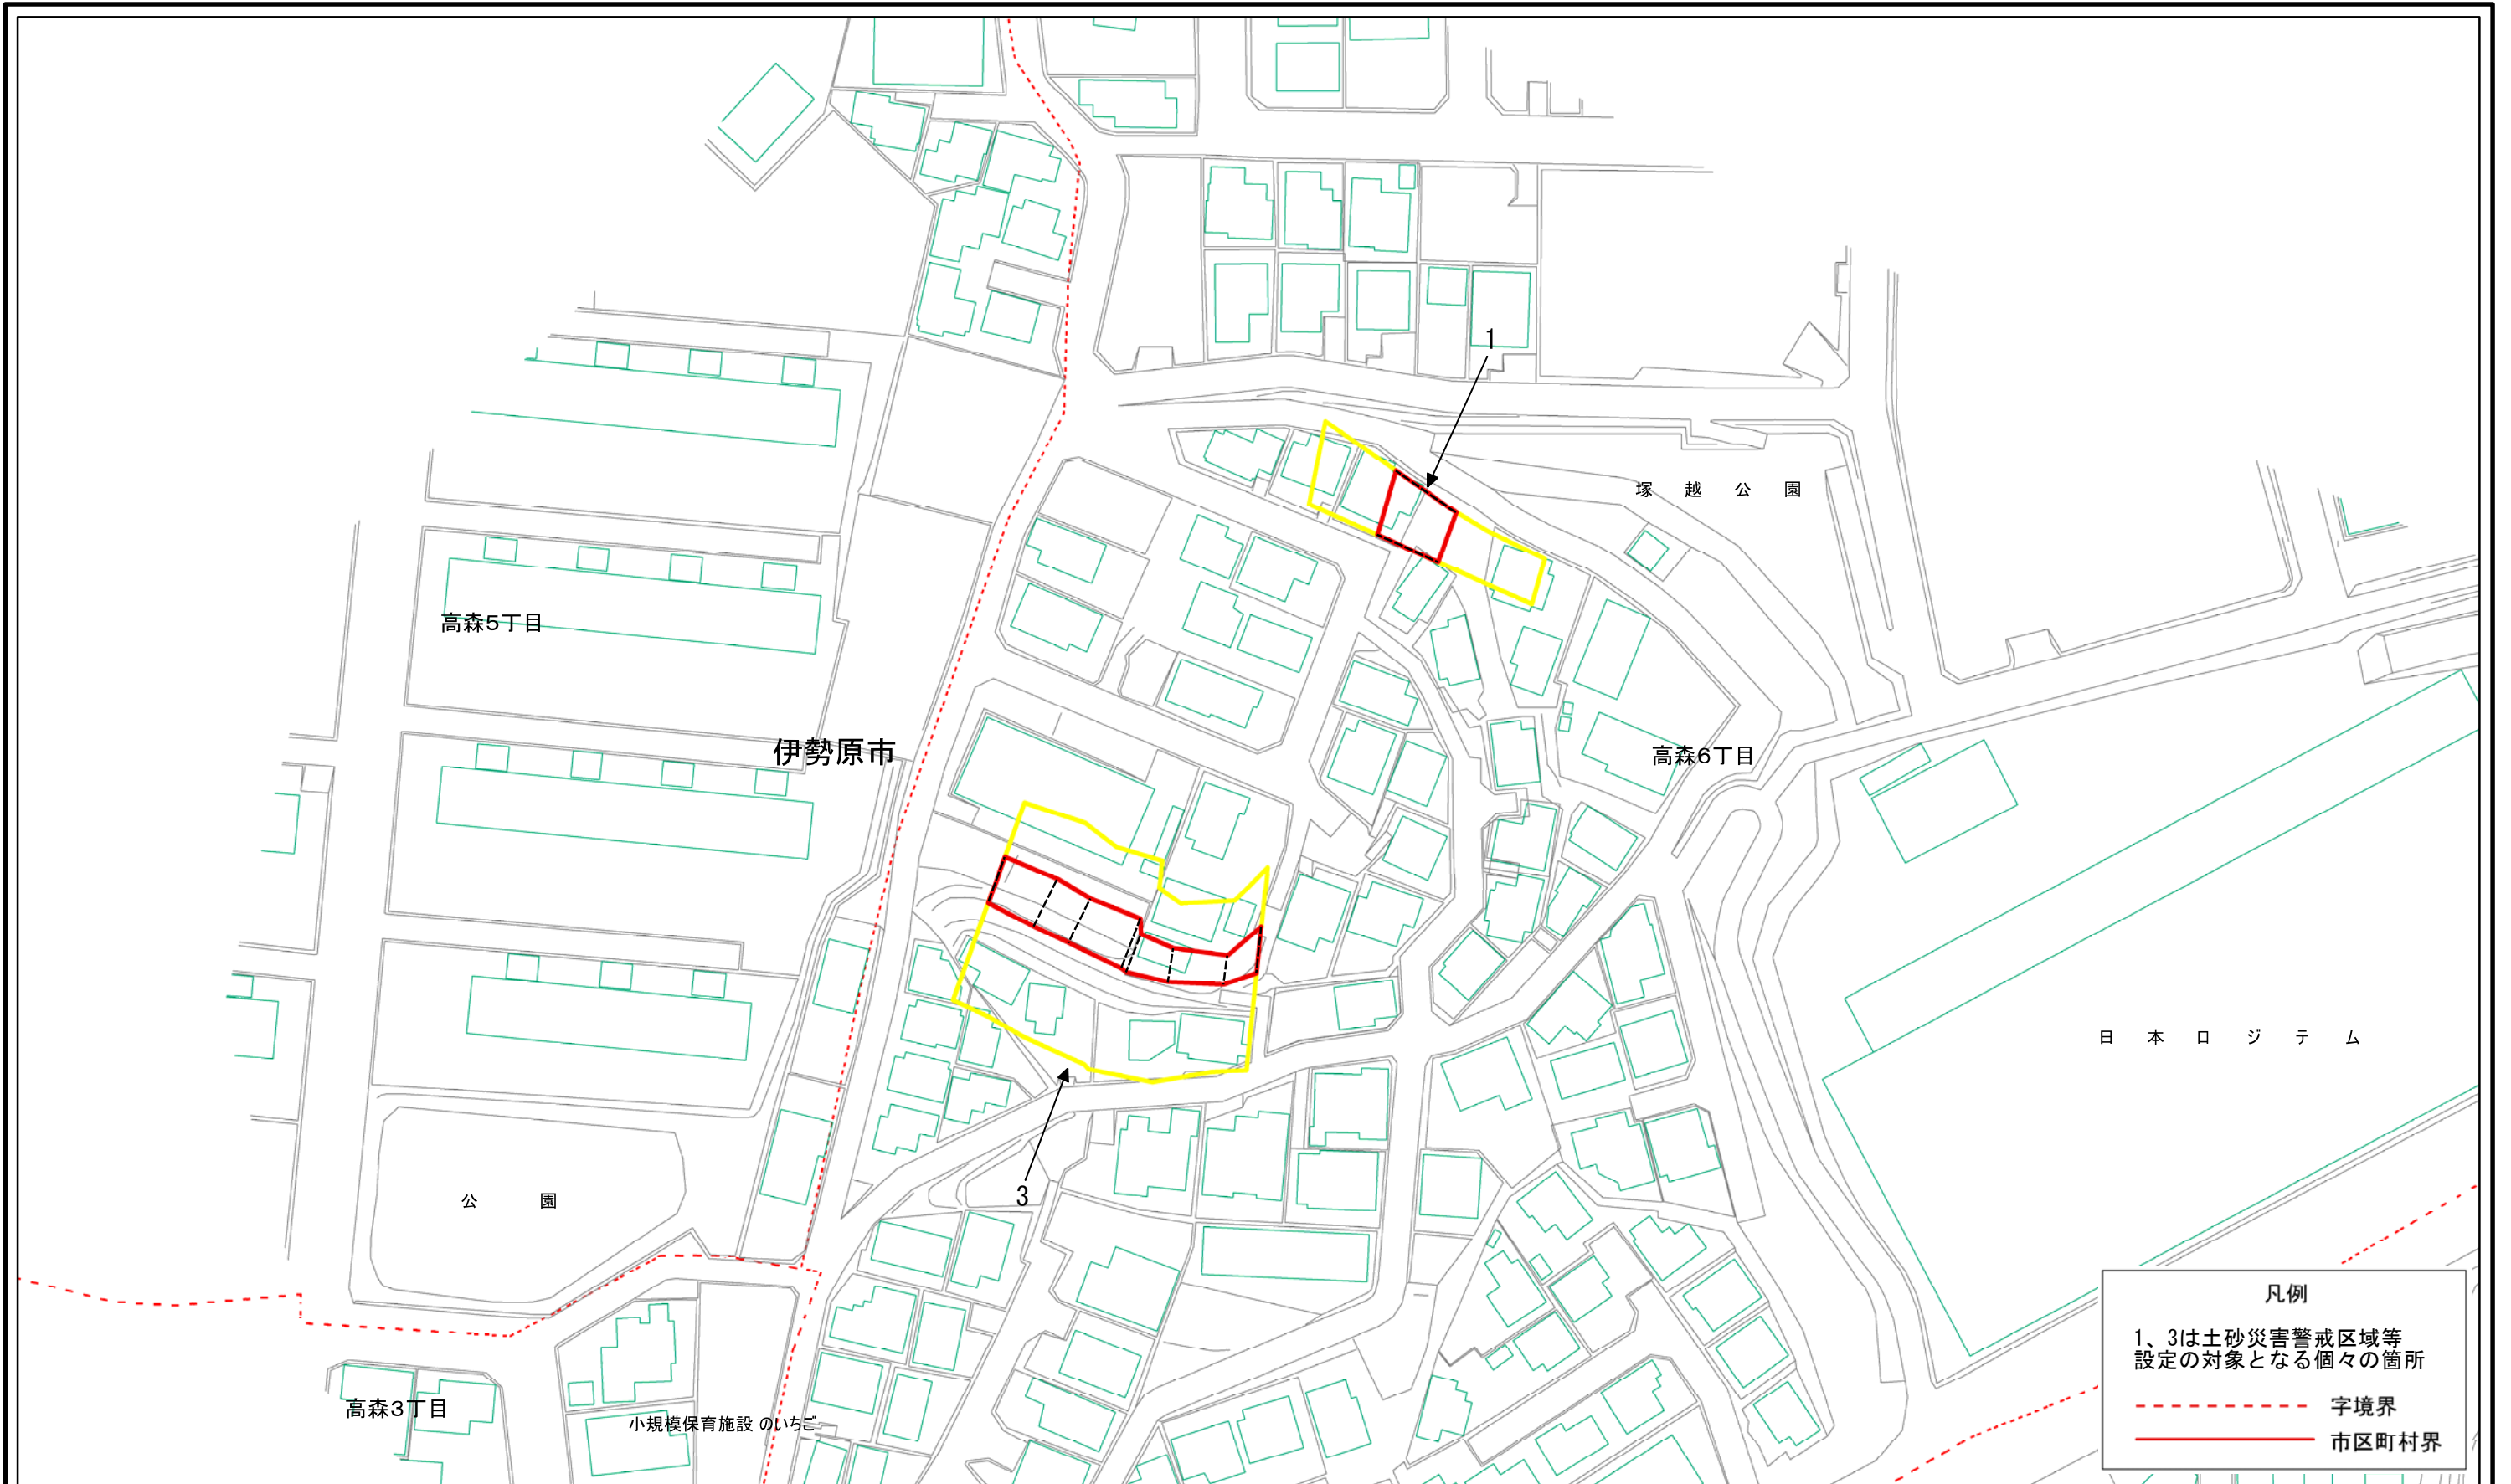 1
塚越公園
高森5丁目
伊勢原市
高森6丁目
日本ロジテム
3
公園
凡例
1、3は土砂災害警戒区域等
設定の対象となる個々の箇所
字境界
市区町村界
高森3丁目
小規模保育施設 のいちご